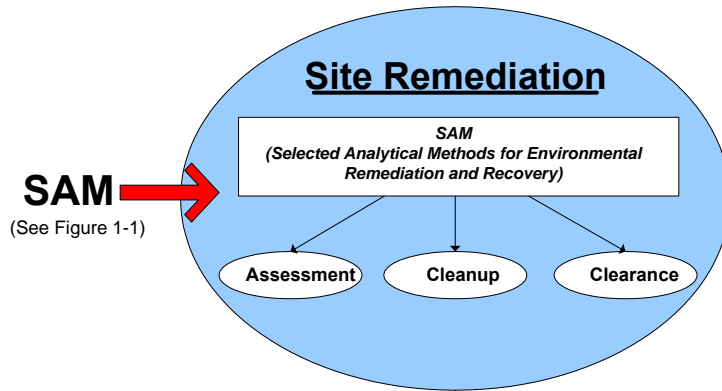 Site Remediation
SAM
(Selected Analytical Methods for Environmental
Remediation and Recovery)
SAM
(See Figure 1-1)
Assessment
Cleanup
Clearance